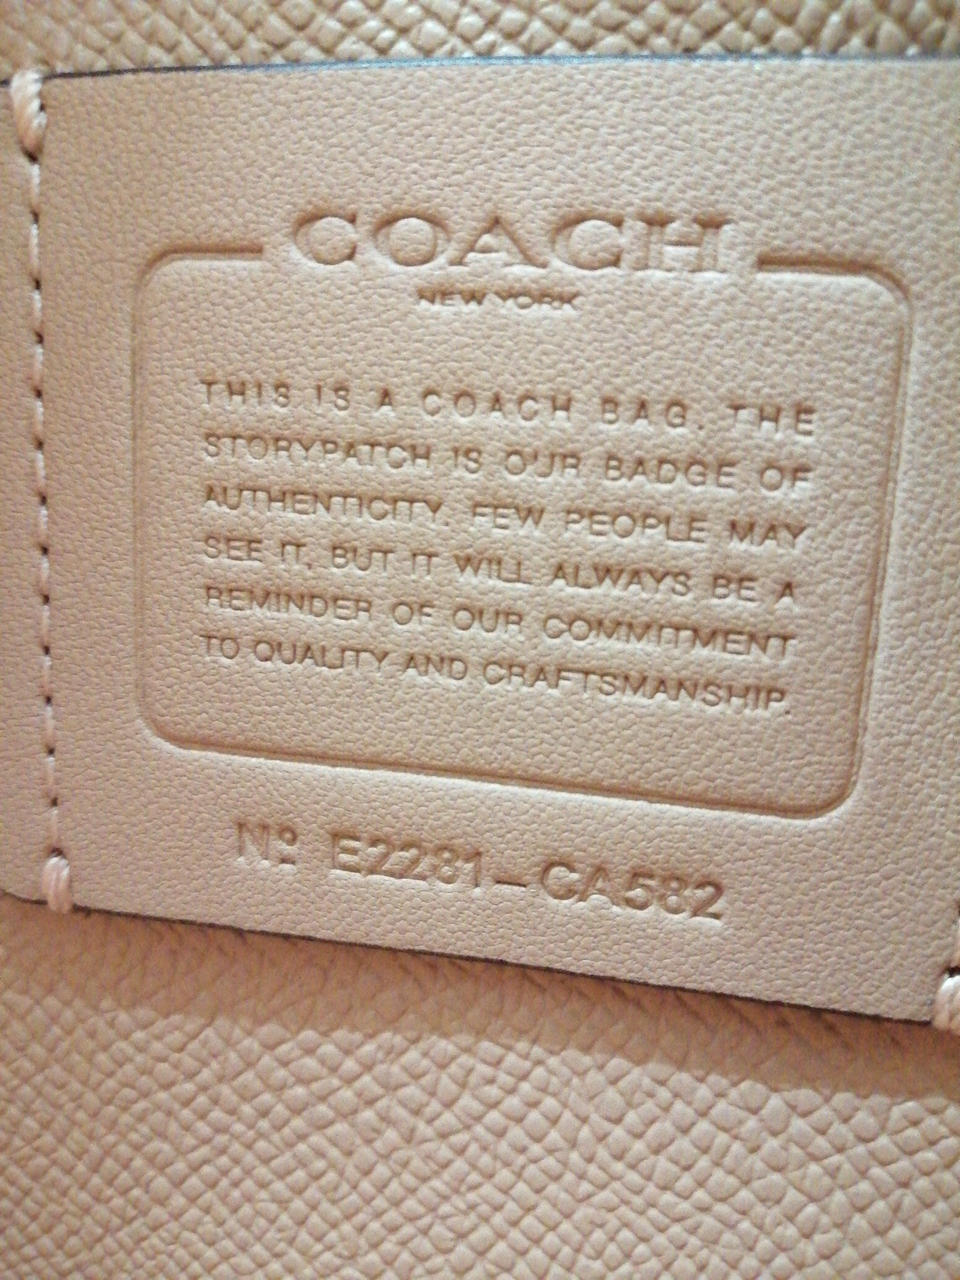 COACH
NEW YORK
THIS IS A COACH BAG. THE
STORYPATCH IS OUR BADGE OF
AUTHENTICITY. FEW PEOPLE MAY
SEE IT, BUT IT WILL ALWAYS BE A
REMINDER OF OUR COMMITMENT
TO QUALITY AND CRAFTSMANSHIP.
Nº E2281-CA582